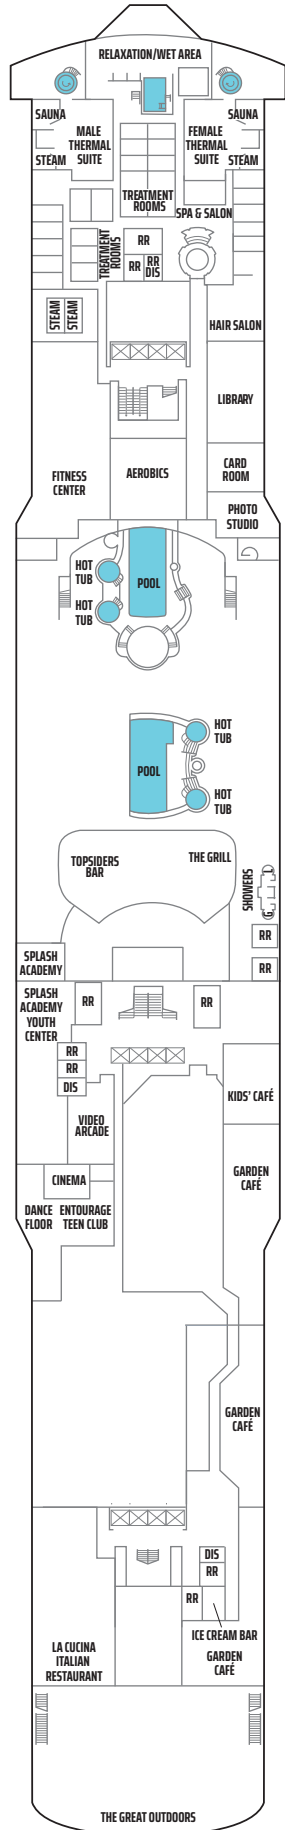 RELAXATION/WET AREA
SAUNA
SAUNA
MALE
THERMAL
SUITE
FEMALE
THERMAL
SUITE
STEAM
STEAM
TREATMENT
ROOMS
SPA & SALON
TREATMENT
ROOMS
RR
RR
RR
DIS
STEAM
STEAM
HAIR SALON
LIBRARY
FITNESS
CENTER
AEROBICS
CARD
ROOM
PHOTO
STUDIO
HOT
TUB
POOL
HOT
TUB
HOT
TUB
POOL
HOT
TUB
TOPSIDERS
BAR
THE GRILL
SHOWERS
L
G
RR
RR
SPLASH
ACADEMY
SPLASH
ACADEMY
YOUTH
CENTER
RR
RR
RR
RR
DIS
KIDS' CAFÉ
VIDEO
ARCADE
GARDEN
CAFÉ
CINEMA
DANCE
FLOOR
ENTOURAGE
TEEN CLUB
GARDEN
CAFÉ
DIS
RR
RR
ICE CREAM BAR
LA CUCINA
ITALIAN
RESTAURANT
GARDEN
CAFÉ
THE GREAT OUTDOORS